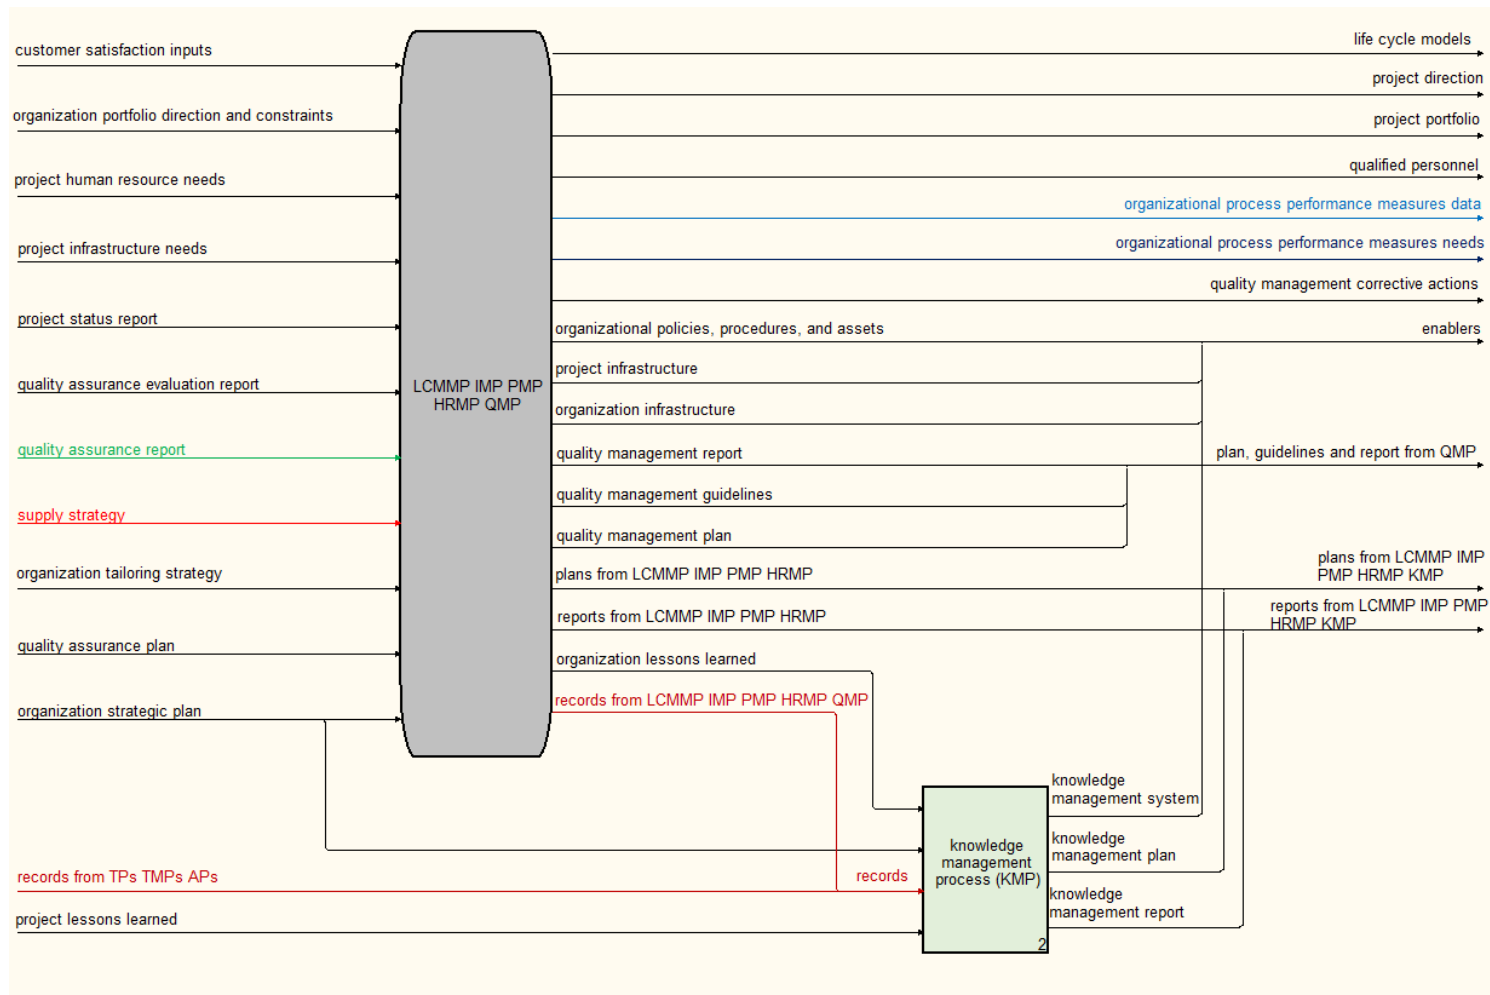 customer satisfaction inputs
organization portfolio direction and constraints
project human resource needs
project infrastructure needs
project status report
quality assurance evaluation report
quality assurance report
supply strategy
organization tailoring strategy
quality assurance plan
organization strategic plan
records from TPs TMPs APs
project lessons learned
LCMMP IMP PMP
HRMP QMP
life cycle models
project direction
project portfolio
qualified personnel
organizational process performance measures data
organizational process performance measures needs
quality management corrective actions
organizational policies, procedures, and assets
enablers
project infrastructure
organization infrastructure
quality management report
plan, guidelines and report from QMP
quality management guidelines
quality management plan
plans from LCMMP IMP PMP HRMP
plans from LCMMP IMP
PMP HRMP KMP
reports from LCMMP IMP PMP HRMP
reports from LCMMP IMP PMP
HRMP KMP
organization lessons learned
records from LCMMP IMP PMP HRMP QMP
records
knowledge
management
process (KMP)
2
knowledge
management system
knowledge
management plan
knowledge
management report